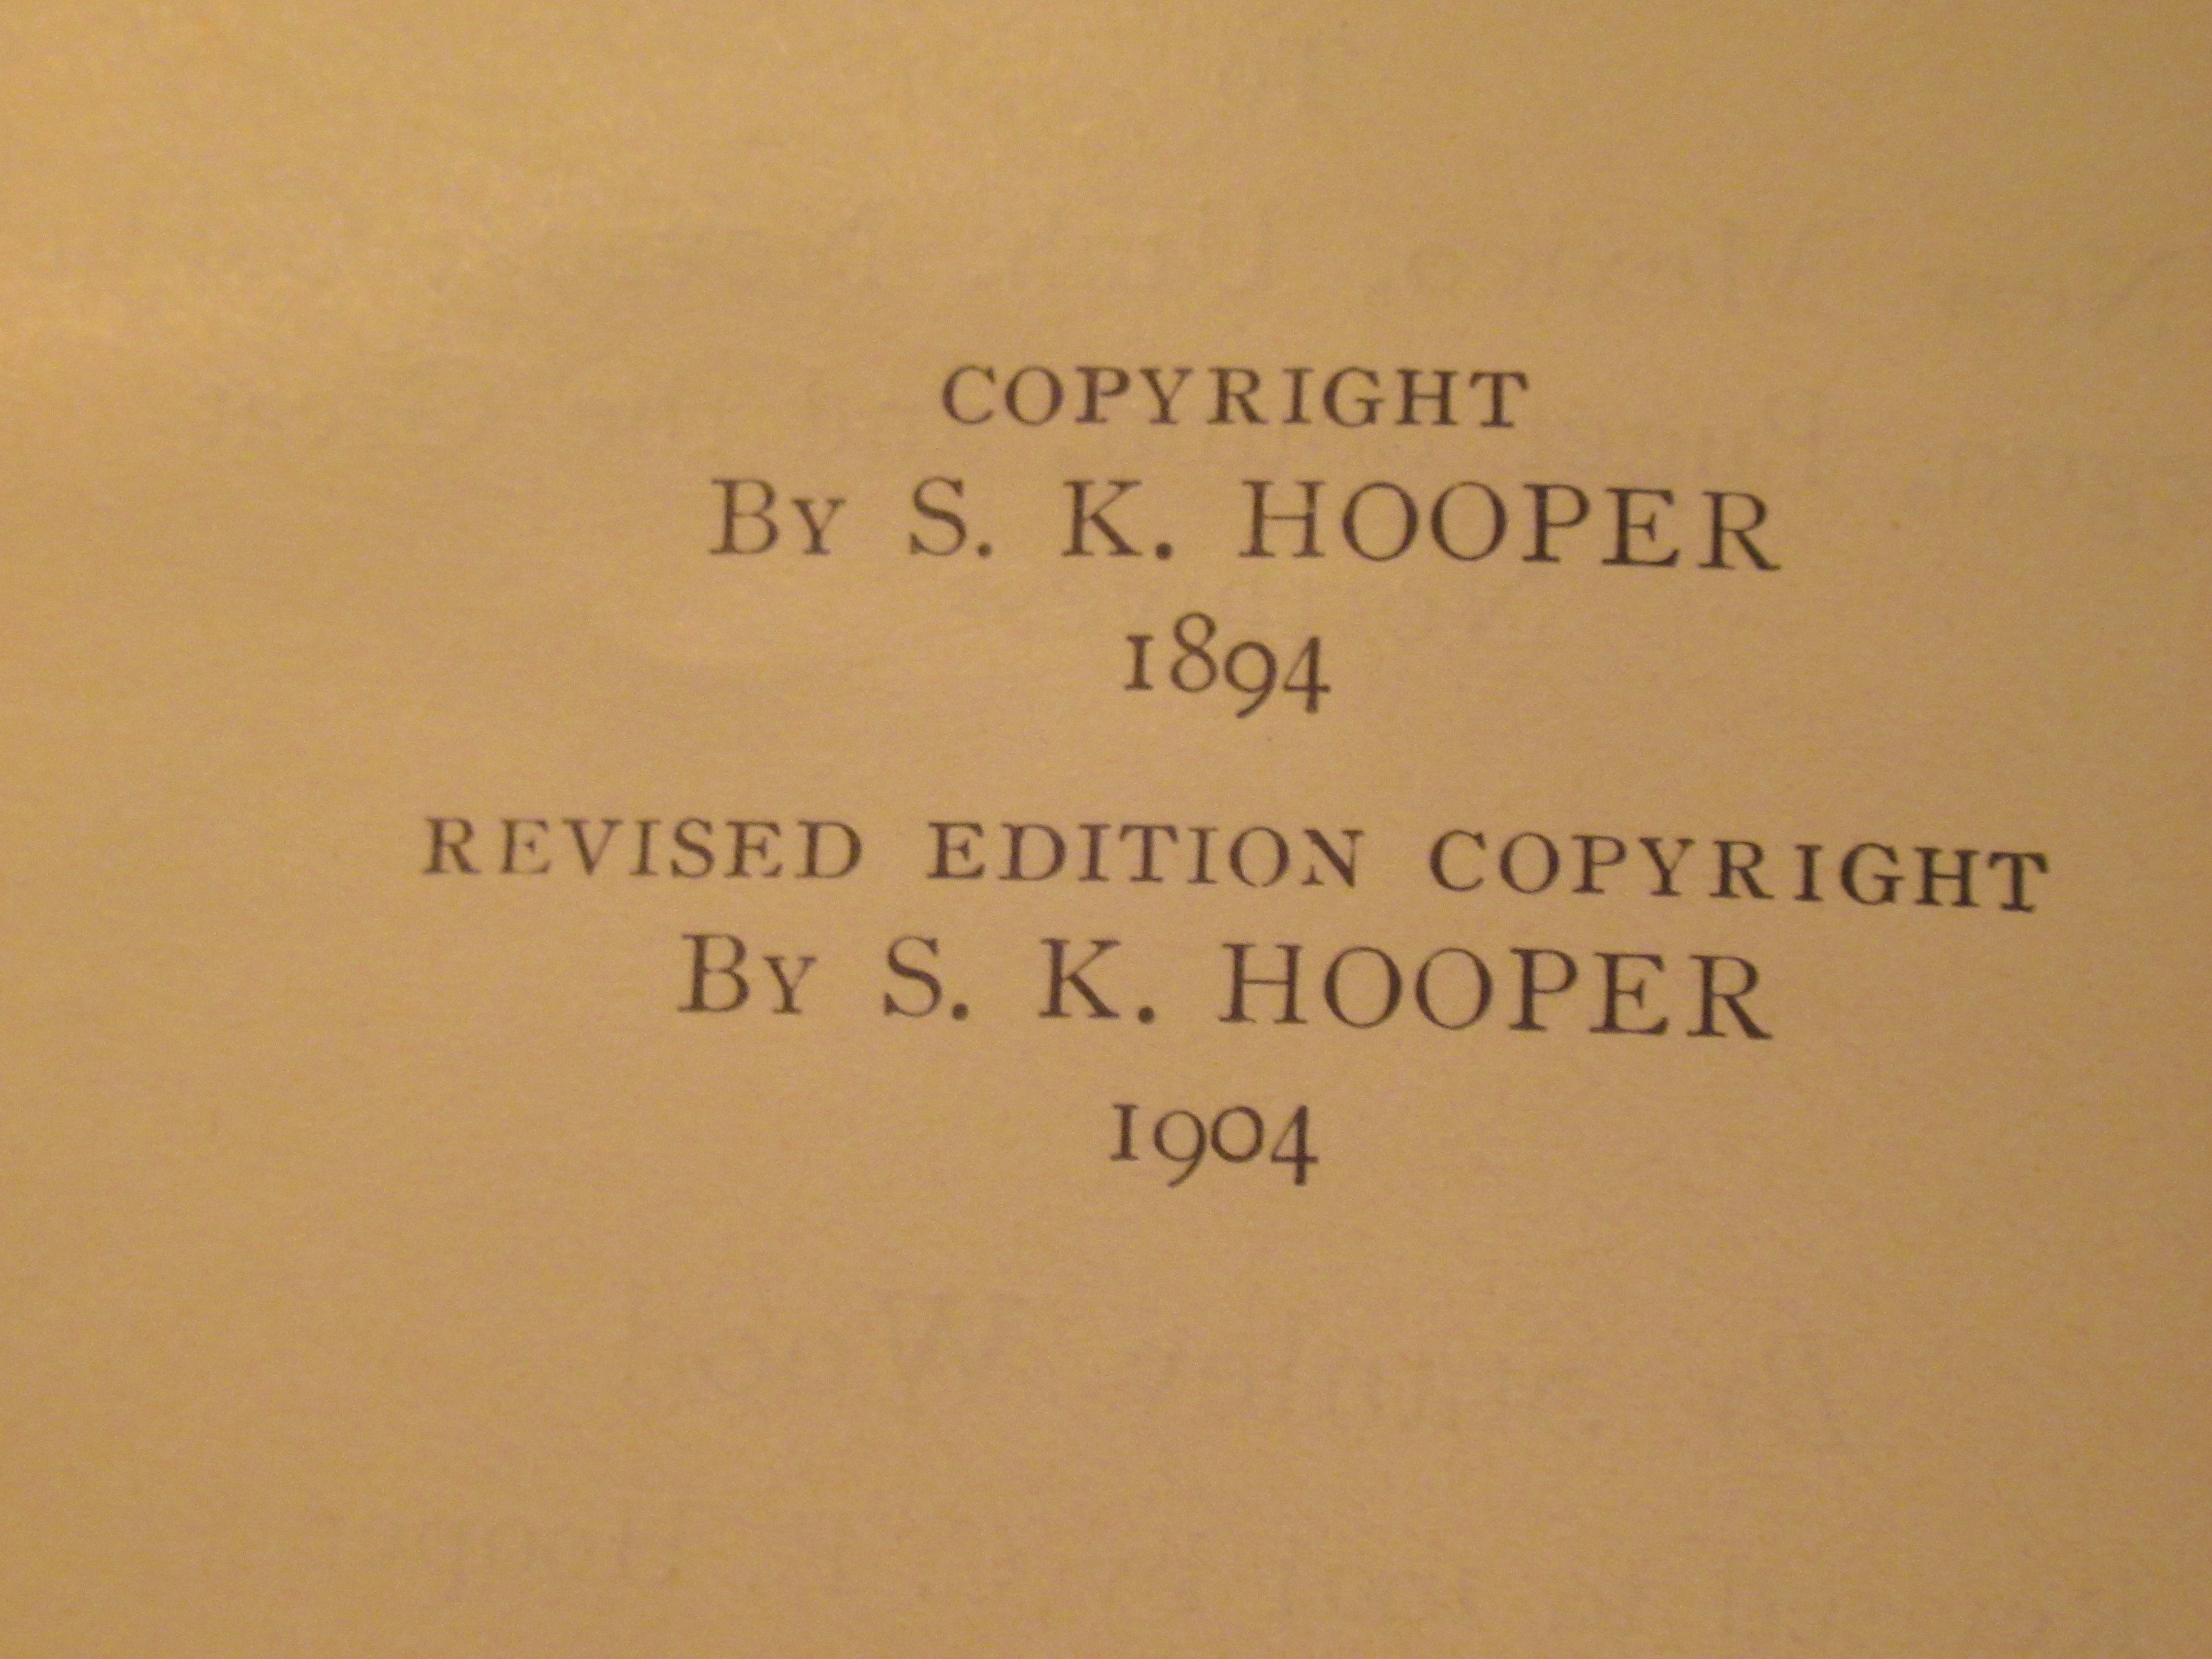 COPYRIGHT
BY S. K. HOOPER
1894
REVISED EDITION COPYRIGHT
BY S. K. HOOPER
1904